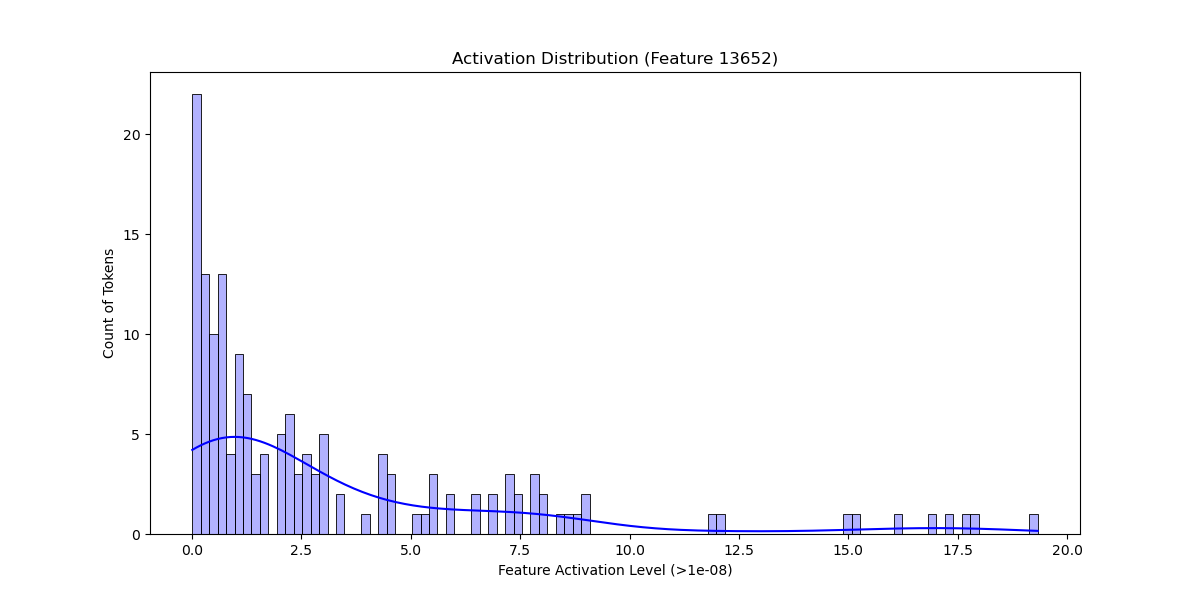 Activation Distribution (Feature 13652)
Count of Tokens
20
15
10
5
0
0.0 2.5 5.0 7.5 10.0 12.5 15.0 17.5 20.0
Feature Activation Level (>1e-08)